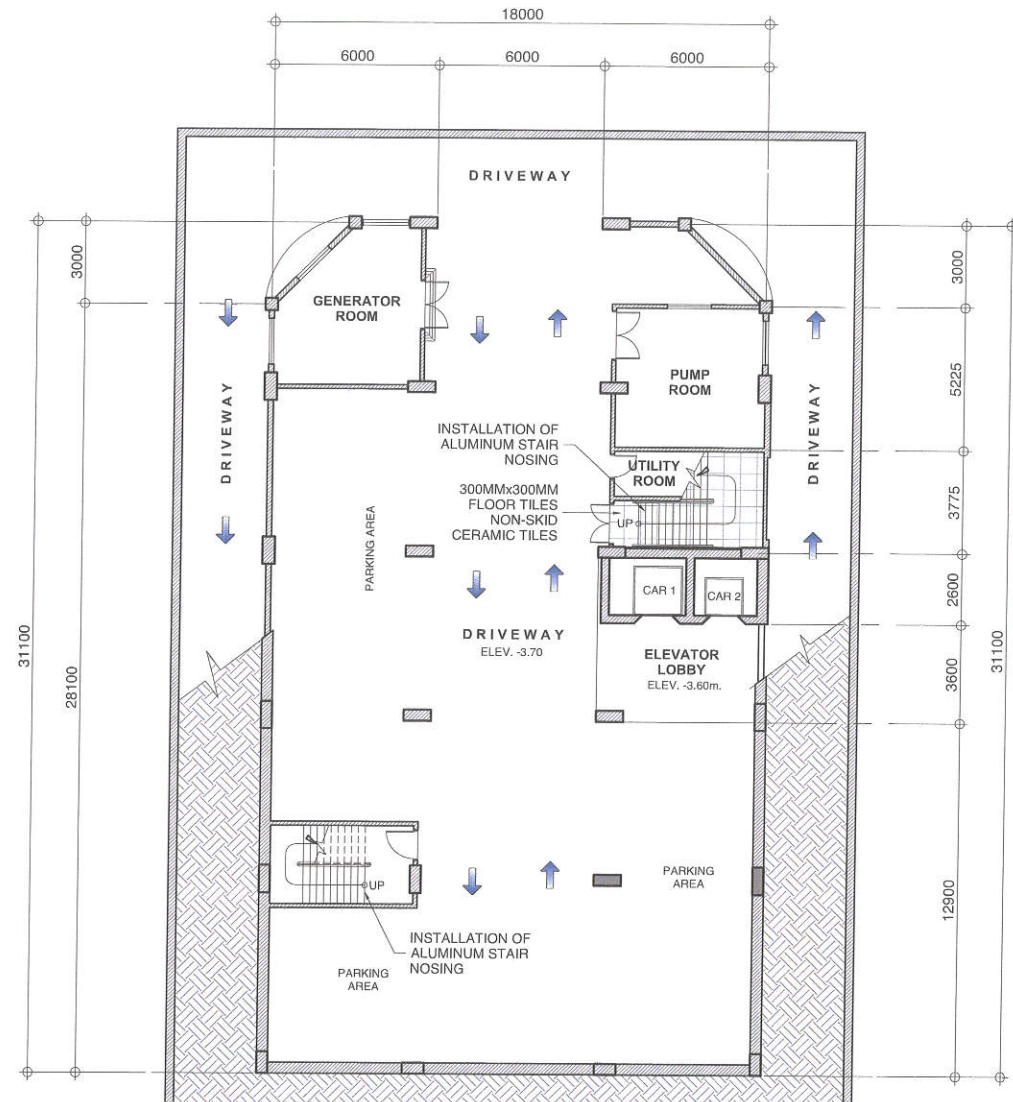 18000
6000
6000
6000
DRIVEWAY
3000
3000
GENERATOR
ROOM
PUMP
ROOM
5225
DRIVEWAY
DRIVEWAY
INSTALLATION OF
ALUMINUM STAIR
NOSING
UTILITY
ROOM
300MMx300MM
FLOOR TILES
NON-SKID
CERAMIC TILES
UP
3775
PARKING AREA
CAR 1
CAR 2
2600
DRIVEWAY
ELEV. -3.70
ELEVATOR
LOBBY
ELEV. -3.60m.
3600
31100
28100
31100
UP
PARKING
AREA
12900
INSTALLATION OF
ALUMINUM STAIR
NOSING
PARKING
AREA